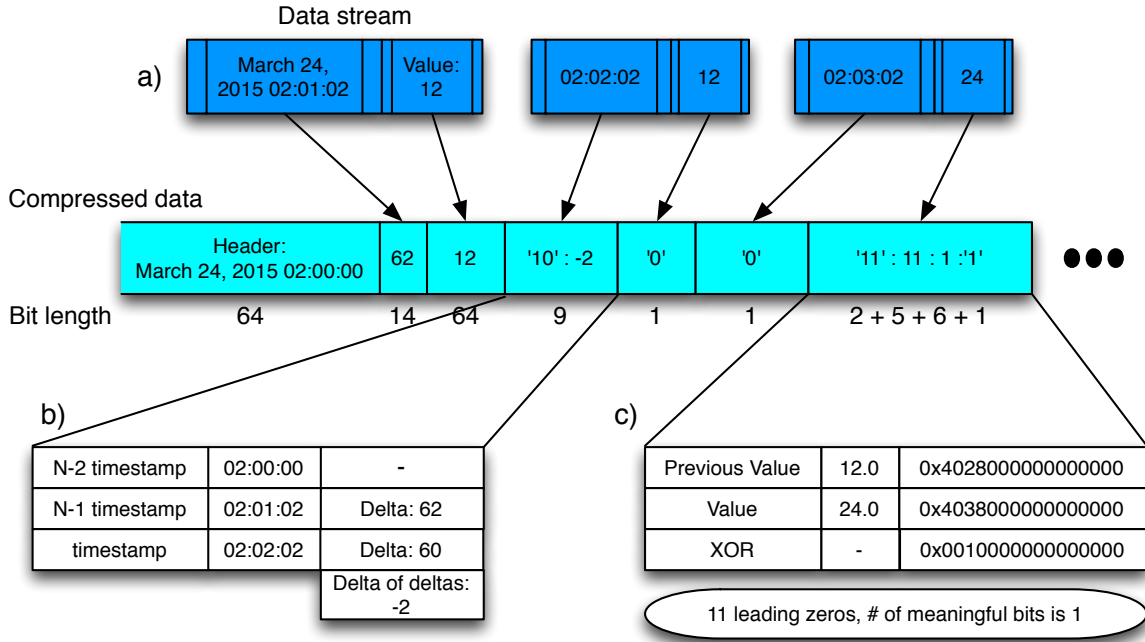 Data stream
a)
March 24,
2015 02:01:02
Value:
12
02:02:02
12
02:03:02
24
Compressed data
Header:
March 24, 2015 02:00:00
62
12
'10' : -2
'0'
'0'
'11' : 11 : 1 :'1'
Bit length
64
14
64
9
1
1
2 + 5 + 6 + 1
b)
N-2 timestamp 02:00:00 -
N-1 timestamp 02:01:02 Delta: 62
timestamp 02:02:02 Delta: 60
Delta of deltas:
-2
c)
Previous Value 12.0 0x4028000000000000
Value 24.0 0x4038000000000000
XOR - 0x0010000000000000
11 leading zeros, # of meaningful bits is 1